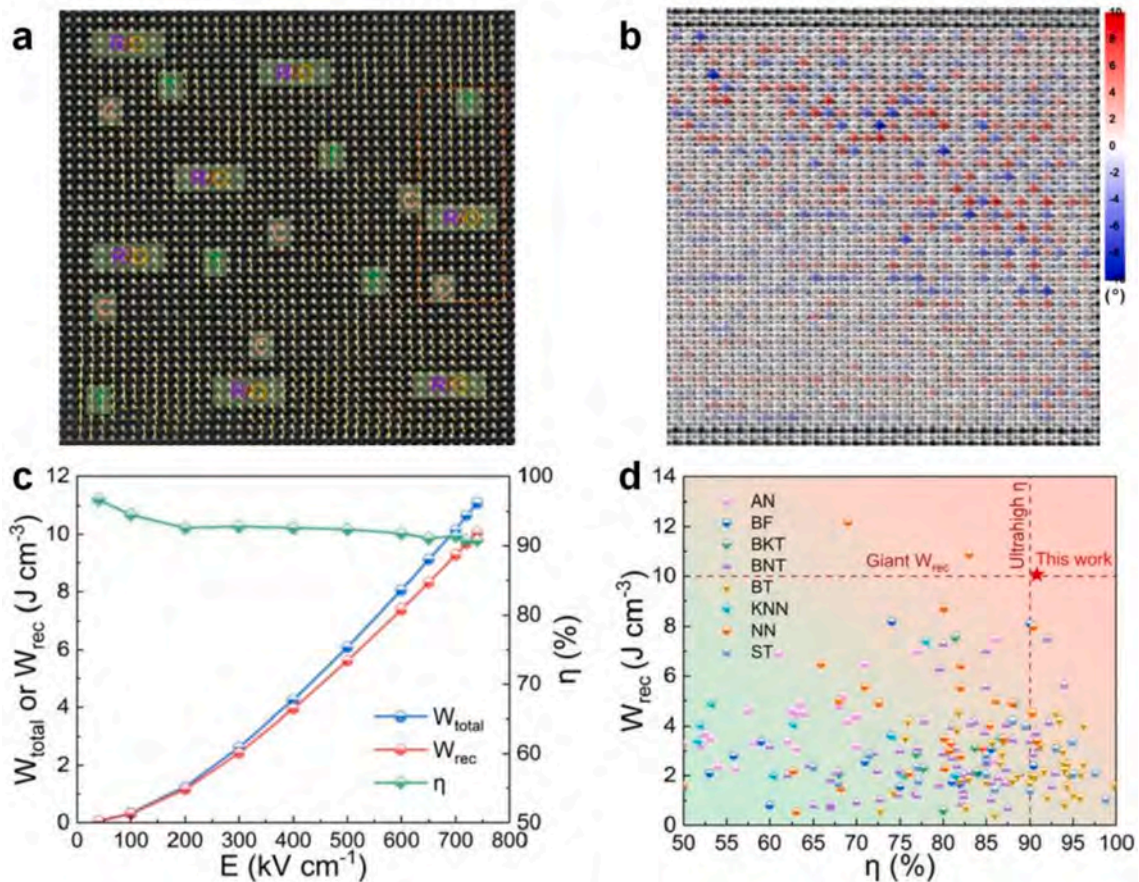 a
R/O
T
R/O
C
T
T
R/O
C
R/O
C
R/O
T
T
C
C
C
R/O
R/O
T
b
10
8
6
4
2
0
-2
-4
-6
-8
(°)
c
W_total or W_rec (J cm⁻³)
12
10
8
6
4
2
0
100
90
80
70
60
50
η (%)
W_total
W_rec
η
0 100 200 300 400 500 600 700 800
E (kV cm⁻¹)
d
W_rec (J cm⁻³)
14
12
10
8
6
4
2
0
AN
BF
BKT
BNT
BT
KNN
NN
ST
Giant W_rec
Ultrahigh η
This work
50 55 60 65 70 75 80 85 90 95 100
η (%)